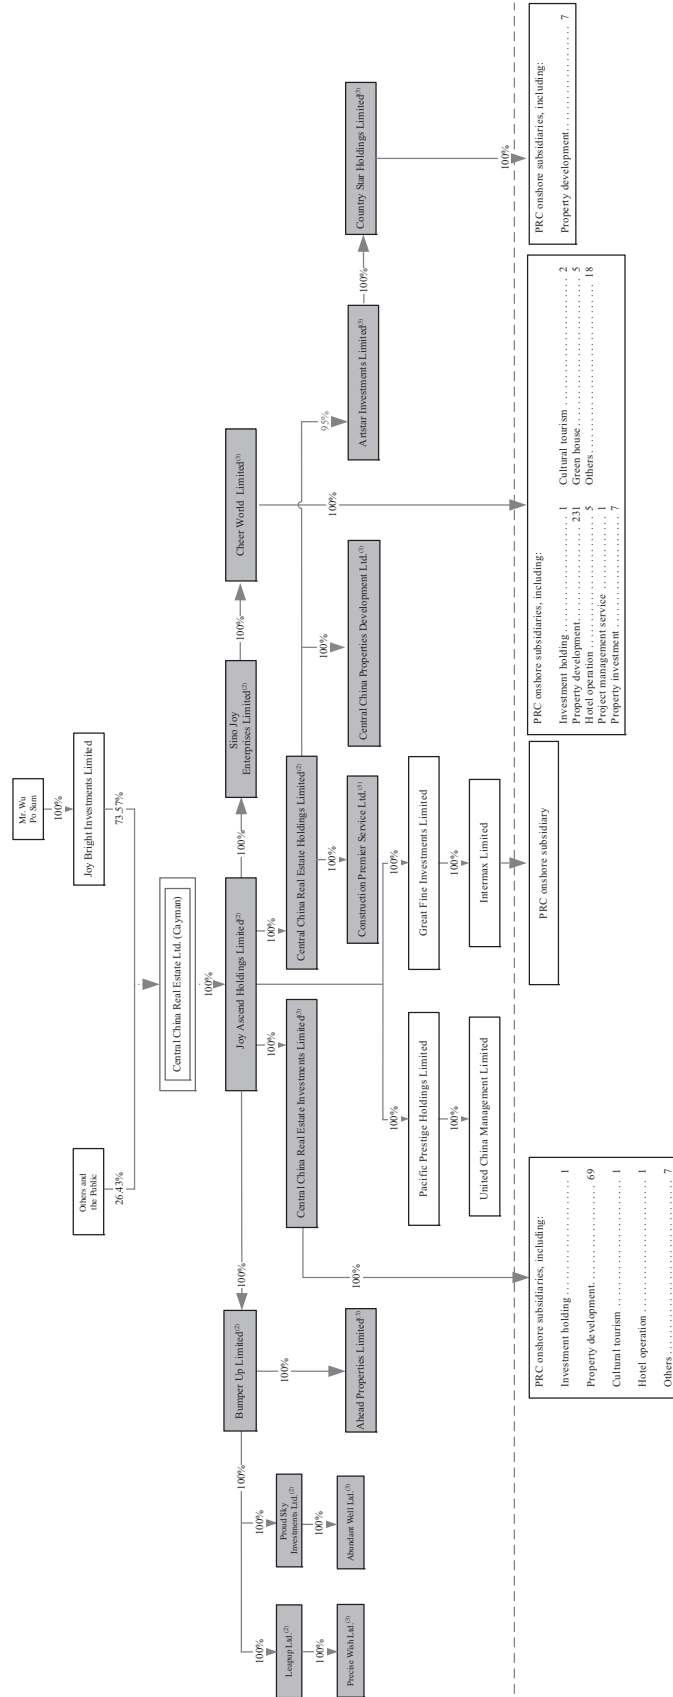 Mr. Wu
Po Sum
100%
Others and
the Public
Joy Bright Investments Limited
26.43%
73.57%
Central China Real Estate Ltd. (Cayman)
100%
Joy Ascend Holdings Limited(2)
100%
100%
Bumper Up Limited(2)
Sino Joy
Enterprises Limited(2)
100%
Cheer World Limited(3)
100%
100%
100%
100%
100%
100%
100%
Leapup Ltd.(2)
Proud Sky
Investments Ltd.(2)
Central China Real Estate Investments Limited(3)
Central China Real Estate Holdings Limited(2)
100%
100%
100%
100%
95%
Precise Wish Ltd.(3)
Abundant Well Ltd.(3)
Ahead Properties Limited(3)
Construction Premier Service Ltd.(3)
Central China Properties Development Ltd.(3)
Artstar Investments Limited(3)
100%
Country Star Holdings Limited(3)
100%
100%
100%
100%
Pacific Prestige Holdings Limited
Great Fine Investments Limited
100%
100%
United China Management Limited
Intermax Limited
100%
PRC onshore subsidiaries, including:
Investment holding 1
Property development 69
Cultural tourism 1
Hotel operation 1
Others 7
PRC onshore subsidiary
PRC onshore subsidiaries, including:
Investment holding 1
Property development 231
Hotel operation 5
Project management service 1
Property investment 7
Cultural tourism 2
Green house 5
Others 18
PRC onshore subsidiaries, including:
Property development 7